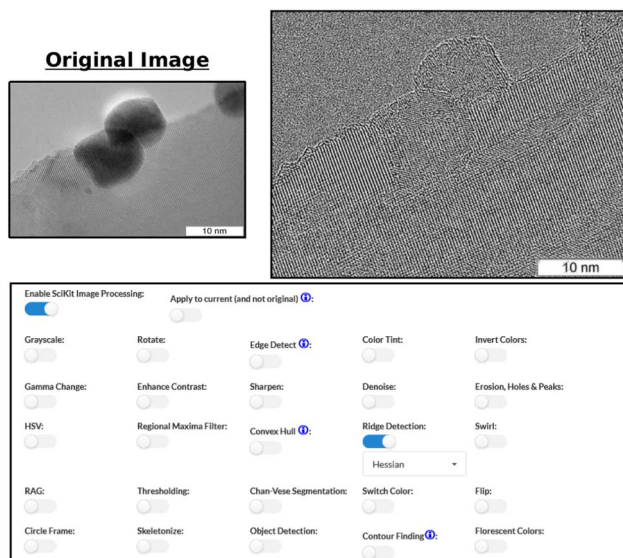 Original Image
10 nm
10 nm
Enable SciKit Image Processing:
Apply to current (and not original) ⓘ:
Grayscale:
Rotate:
Edge Detect ⓘ:
Color Tint:
Invert Colors:
Gamma Change:
Enhance Contrast:
Sharpen:
Denoise:
Erosion, Holes & Peaks:
HSV:
Regional Maxima Filter:
Convex Hull ⓘ:
Ridge Detection:
Swirl:
Hessian
RAG:
Thresholding:
Chan-Vese Segmentation:
Switch Color:
Flip:
Circle Frame:
Skeletonize:
Object Detection:
Contour Finding ⓘ:
Florescent Colors: